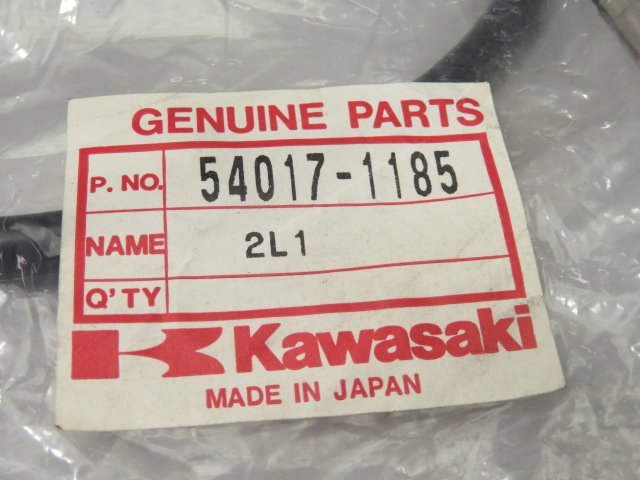 GENUINE PARTS
P. NO. 54017-1185
NAME 2L1
Q'TY
Kawasaki
MADE IN JAPAN